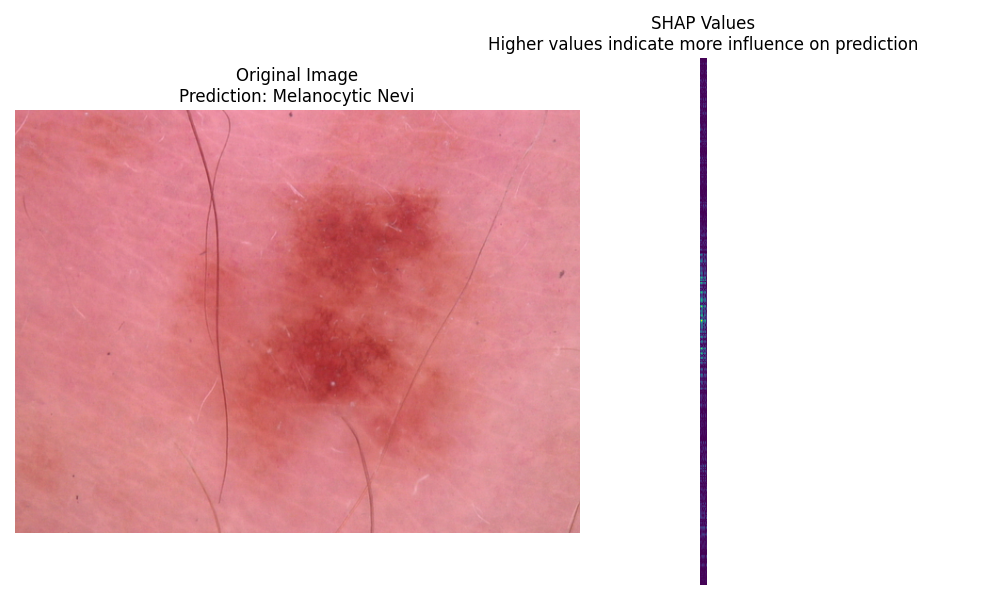 Original Image
Prediction: Melanocytic Nevi
SHAP Values
Higher values indicate more influence on prediction